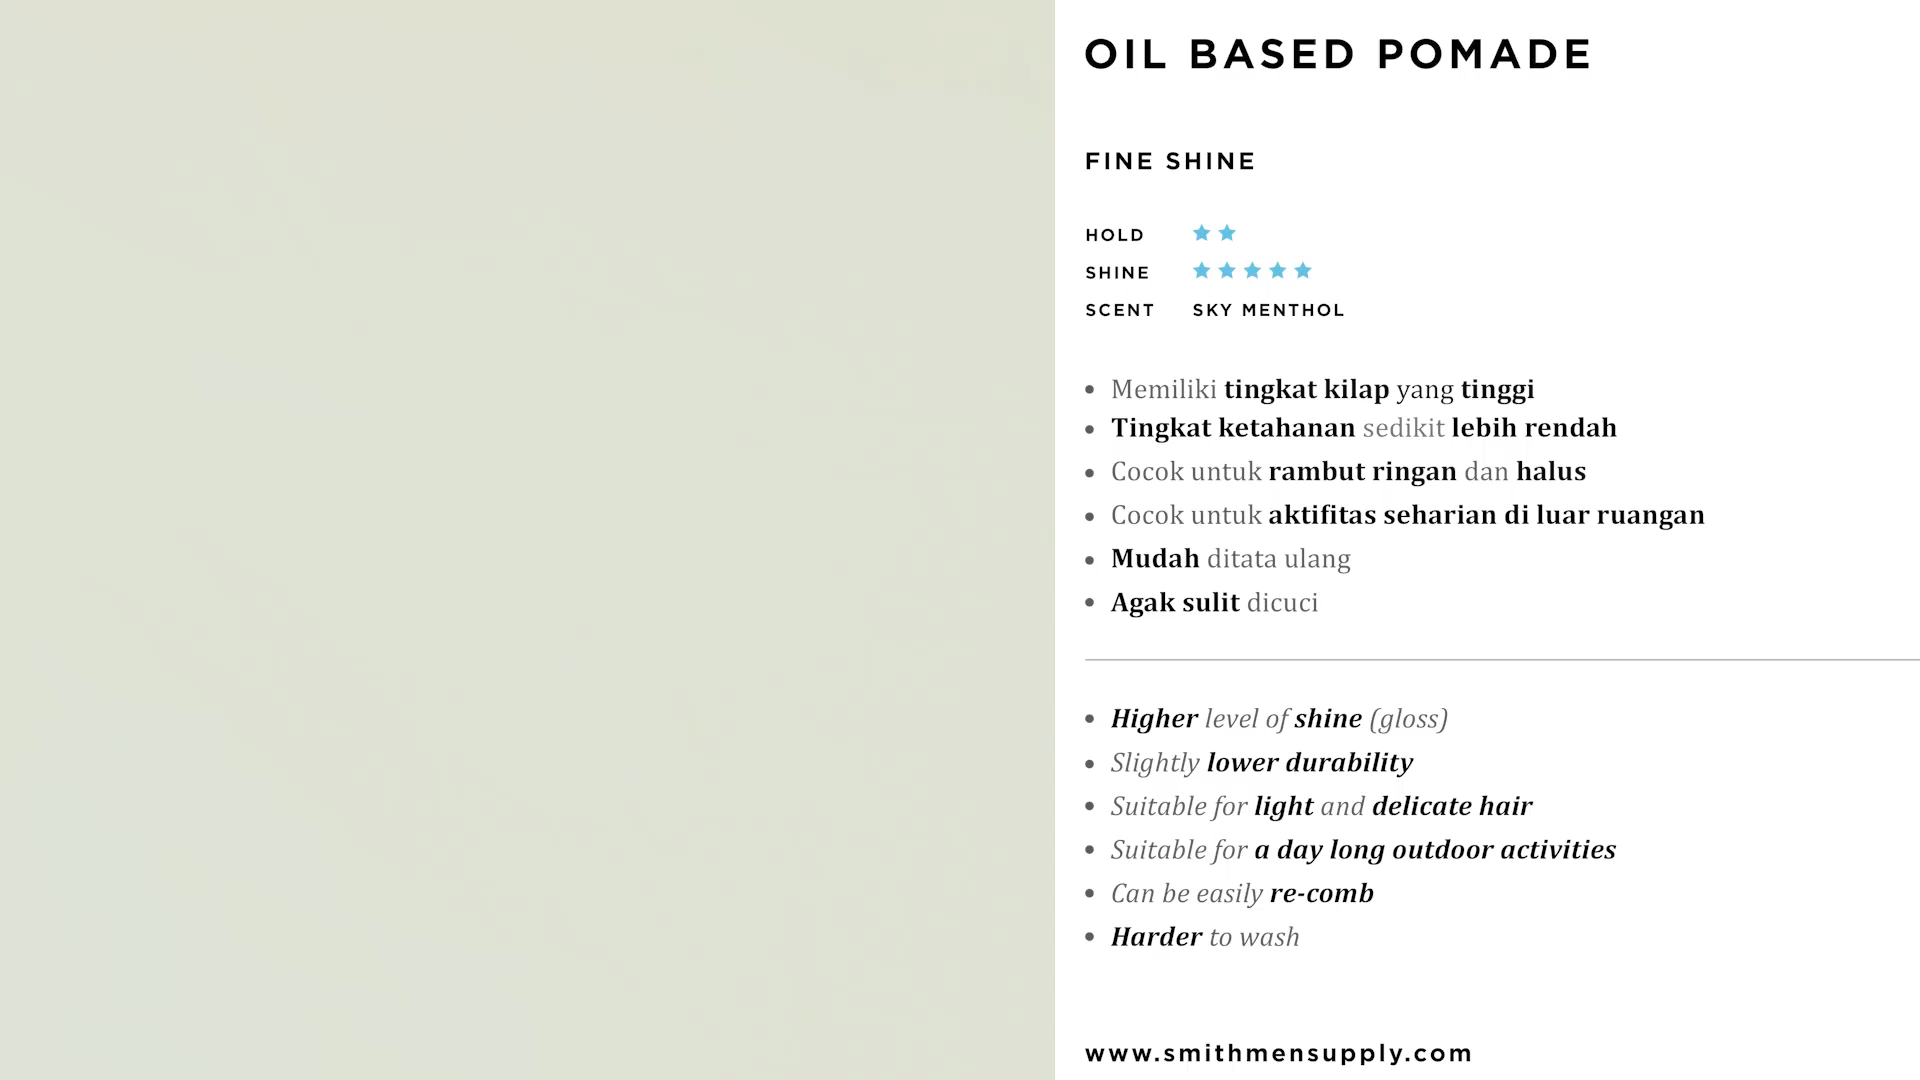 OIL BASED POMADE
FINE SHINE
HOLD ★★
SHINE ★★★★★
SCENT SKY MENTHOL
• Memiliki tingkat kilap yang tinggi
• Tingkat ketahanan sedikit lebih rendah
• Cocok untuk rambut ringan dan halus
• Cocok untuk aktifitas seharian di luar ruangan
• Mudah ditata ulang
• Agak sulit dicuci
• Higher level of shine (gloss)
• Slightly lower durability
• Suitable for light and delicate hair
• Suitable for a day long outdoor activities
• Can be easily re-comb
• Harder to wash
www.smithmensupply.com